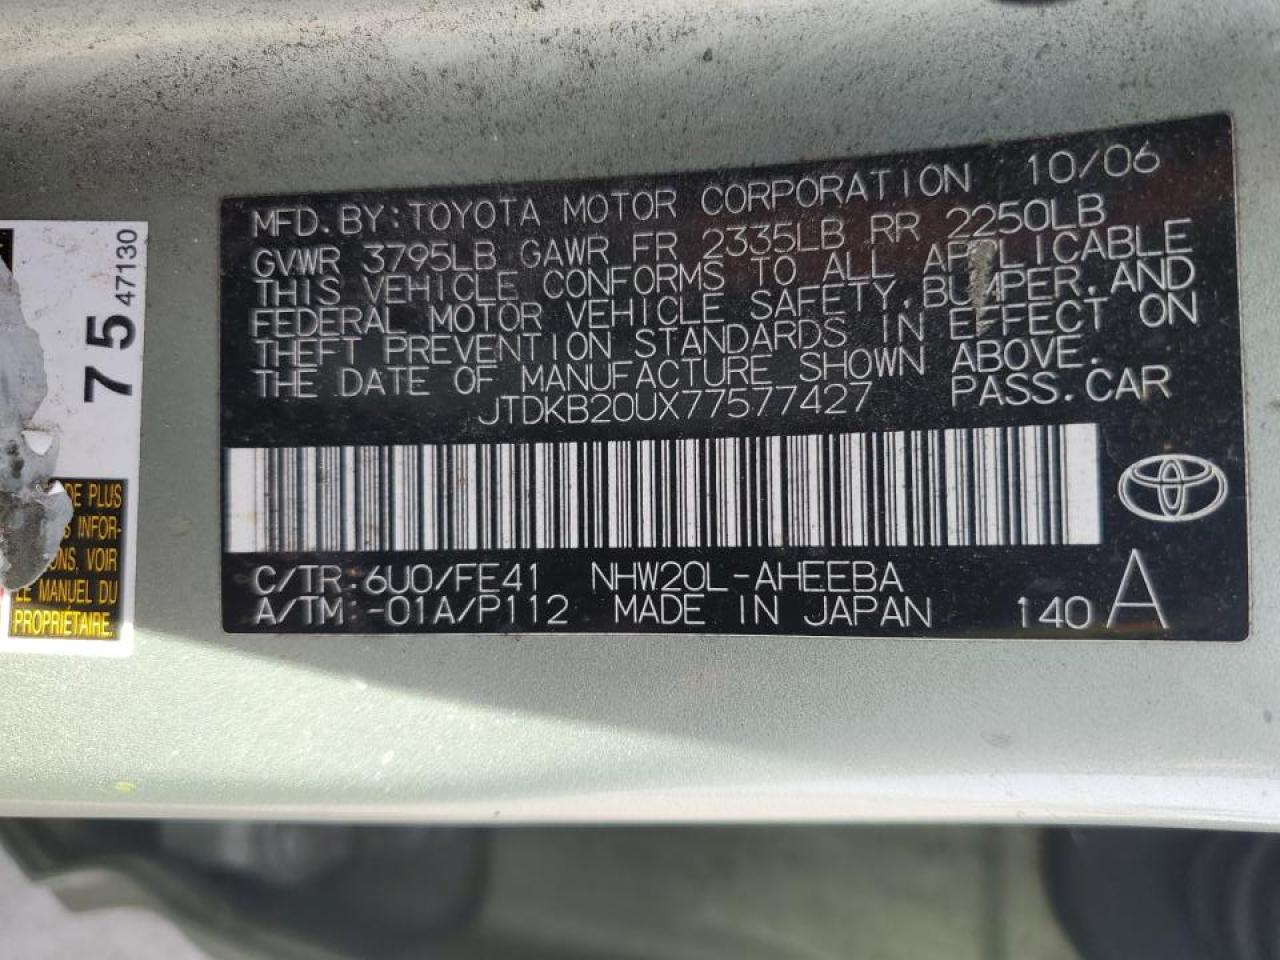 MFD. BY: TOYOTA MOTOR CORPORATION 10/06
GVWR 3795LB GAWR FR 2335LB RR 2250LB
THIS VEHICLE CONFORMS TO ALL APPLICABLE
FEDERAL MOTOR VEHICLE SAFETY, BUMPER, AND
THEFT PREVENTION STANDARDS IN EFFECT ON
THE DATE OF MANUFACTURE SHOWN ABOVE.
JTDKB20UX77577427 PASS. CAR
C/TR: 6U0/FE41 NHW20L-AHEEBA
A/TM: -01A/P112 MADE IN JAPAN 140 A
75 47130
DE PLUS
INFOR-
VOIR
LE MANUEL DU
PROPRIÉTAIRE.